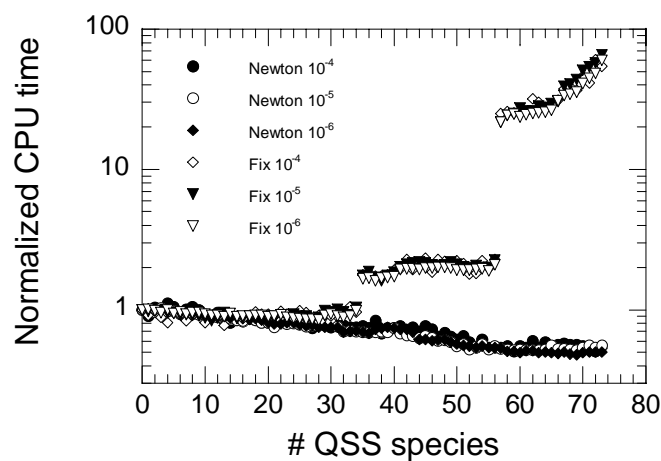 100
10
1
Normalized CPU time
Newton 10⁻⁴
Newton 10⁻⁵
Newton 10⁻⁶
Fix 10⁻⁴
Fix 10⁻⁵
Fix 10⁻⁶
0 10 20 30 40 50 60 70 80
# QSS species